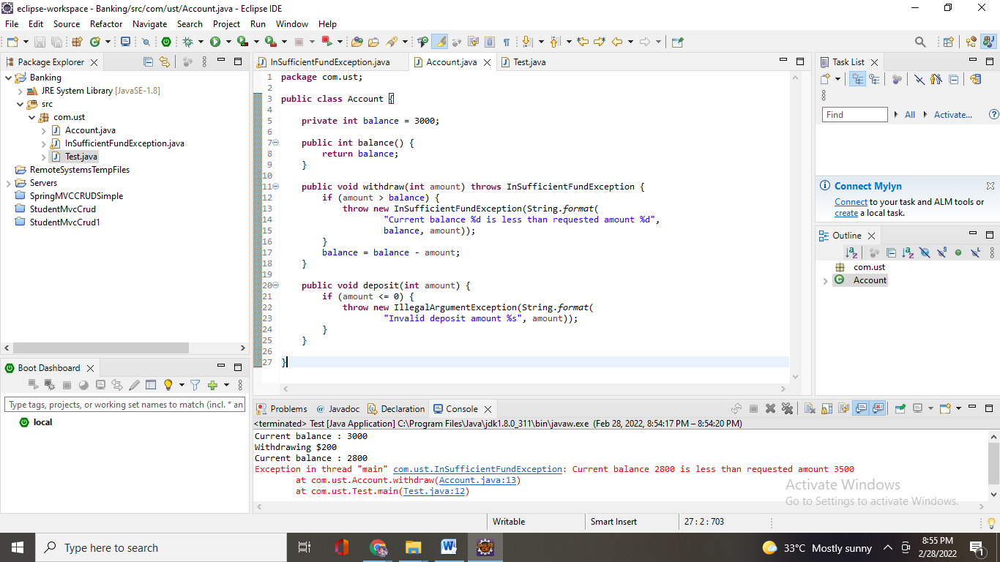 eclipse-workspace - Banking/src/com/ust/Account.java - Eclipse IDE
File Edit Source Refactor Navigate Search Project Run Window Help
Package Explorer
Banking
JRE System Library [JavaSE-1.8]
src
com.ust
Account.java
InSufficientFundException.java
Test.java
RemoteSystemsTempFiles
Servers
SpringMVCCRUDSimple
StudentMvcCrud
StudentMvcCrud1
Boot Dashboard
Type tags, projects, or working set names to match (incl. * an
local
InSufficientFundException.java Account.java Test.java
1 package com.ust;
2
3 public class Account {
4
5 private int balance = 3000;
6
7 public int balance() {
8 return balance;
9 }
10
11 public void withdraw(int amount) throws InSufficientFundException {
12 if (amount > balance) {
13 throw new InSufficientFundException(String.format(
14 "Current balance %d is less than requested amount %d",
15 balance, amount));
16 }
17 balance = balance - amount;
18 }
19
20 public void deposit(int amount) {
21 if (amount <= 0) {
22 throw new IllegalArgumentException(String.format(
23 "Invalid deposit amount %s", amount));
24 }
25 }
26
27 }
Task List
Find All Activate...
Connect Mylyn
Connect to your task and ALM tools or
create a local task.
Outline
com.ust
Account
Problems @ Javadoc Declaration Console
<terminated> Test [Java Application] C:\Program Files\Java\jdk1.8.0_311\bin\javaw.exe (Feb 28, 2022, 8:54:17 PM – 8:54:20 PM)
Current balance : 3000
Withdrawing $200
Current balance : 2800
Exception in thread "main" com.ust.InSufficientFundException: Current balance 2800 is less than requested amount 3500
at com.ust.Account.withdraw(Account.java:13)
at com.ust.Test.main(Test.java:12)
Activate Windows
Go to Settings to activate Windows.
Writable Smart Insert 27 : 2 : 703
Type here to search
33°C Mostly sunny
8:55 PM
2/28/2022
1